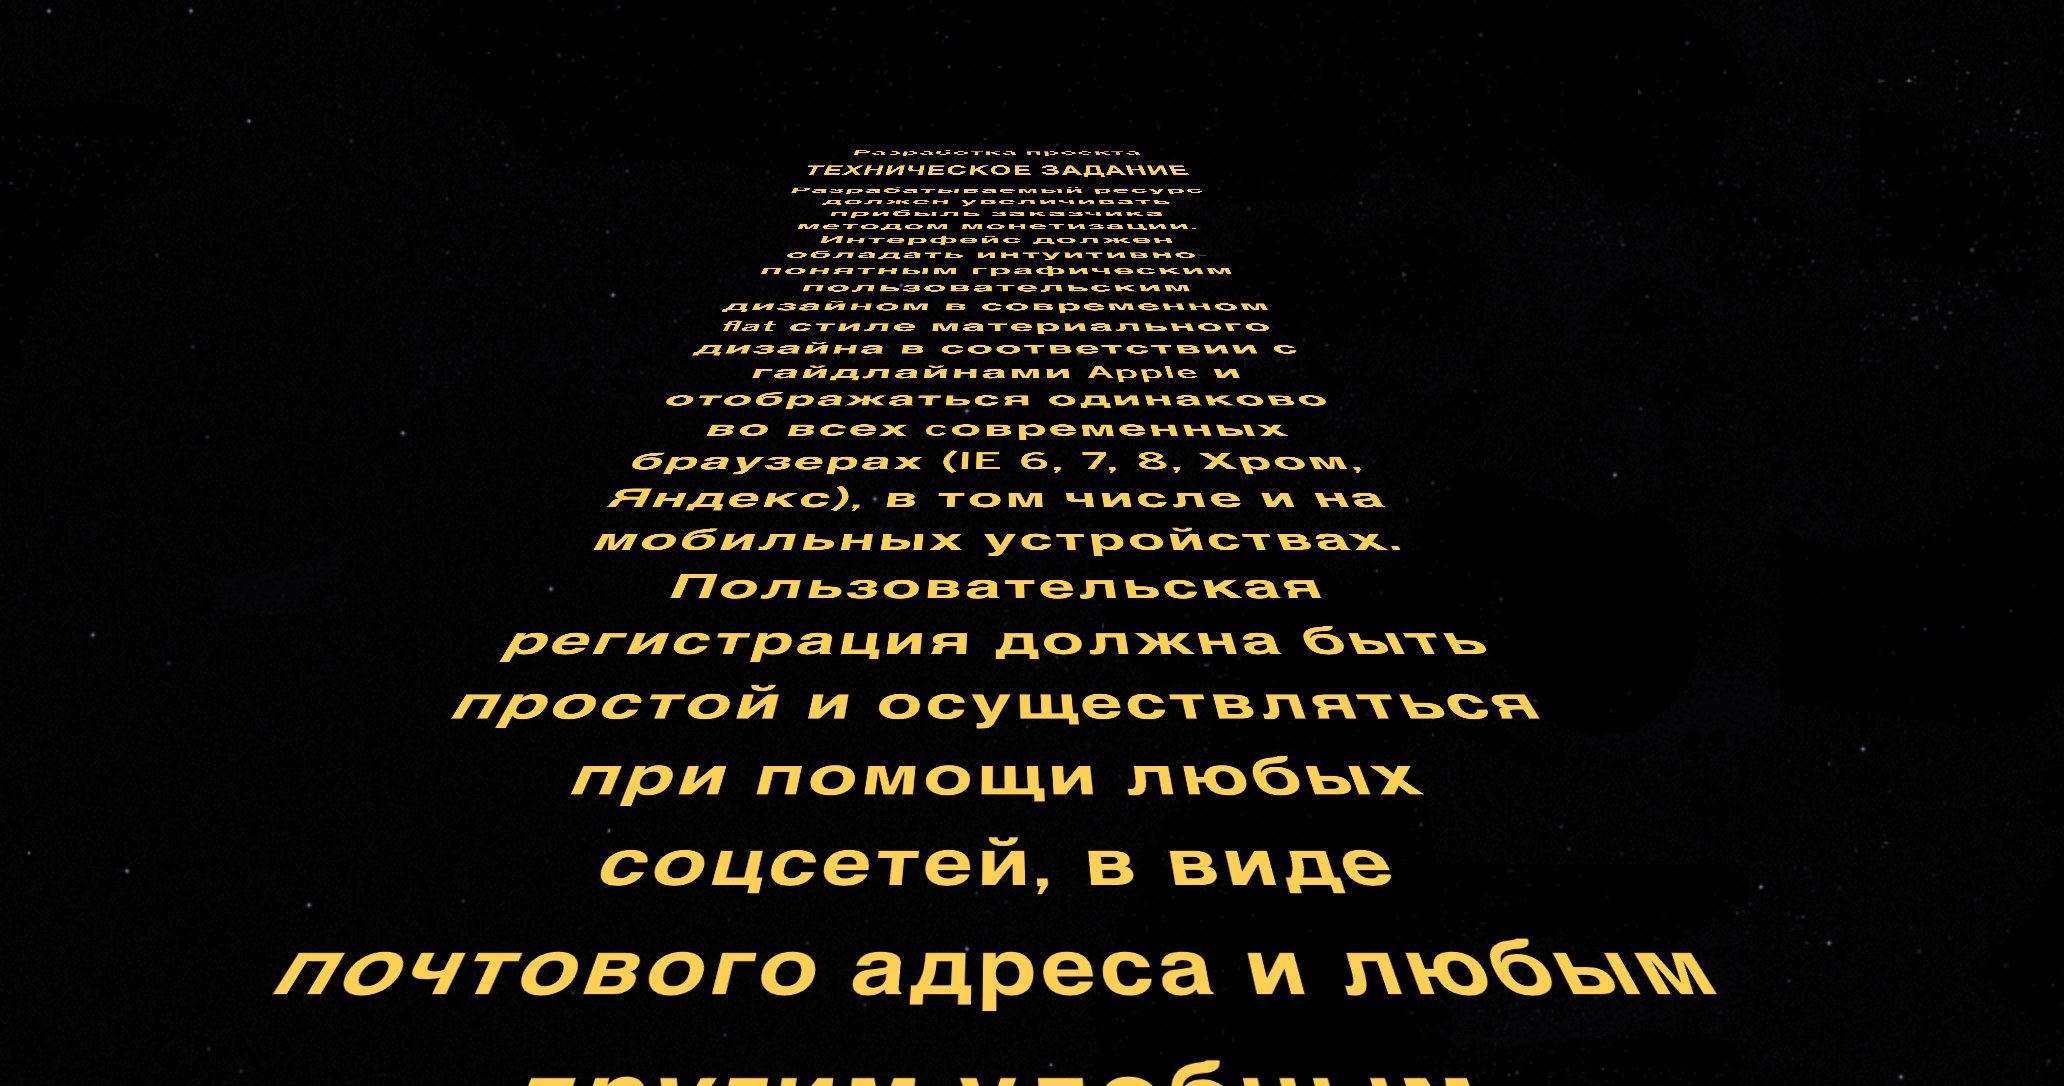 Разработка проекта
ТЕХНИЧЕСКОЕ ЗАДАНИЕ
Разрабатываемый ресурс
должен увеличивать
прибыль заказчика
методом монетизации.
Интерфейс должен
обладать интуитивно-
понятным графическим
пользовательским
дизайном в современном
flat стиле материального
дизайна в соответствии с
гайдлайнами Apple и
отображаться одинаково
во всех современных
браузерах (IE 6, 7, 8, Хром,
Яндекс), в том числе и на
мобильных устройствах.
Пользовательская
регистрация должна быть
простой и осуществляться
при помощи любых
соцсетей, в виде
почтового адреса и любым
другим удобным